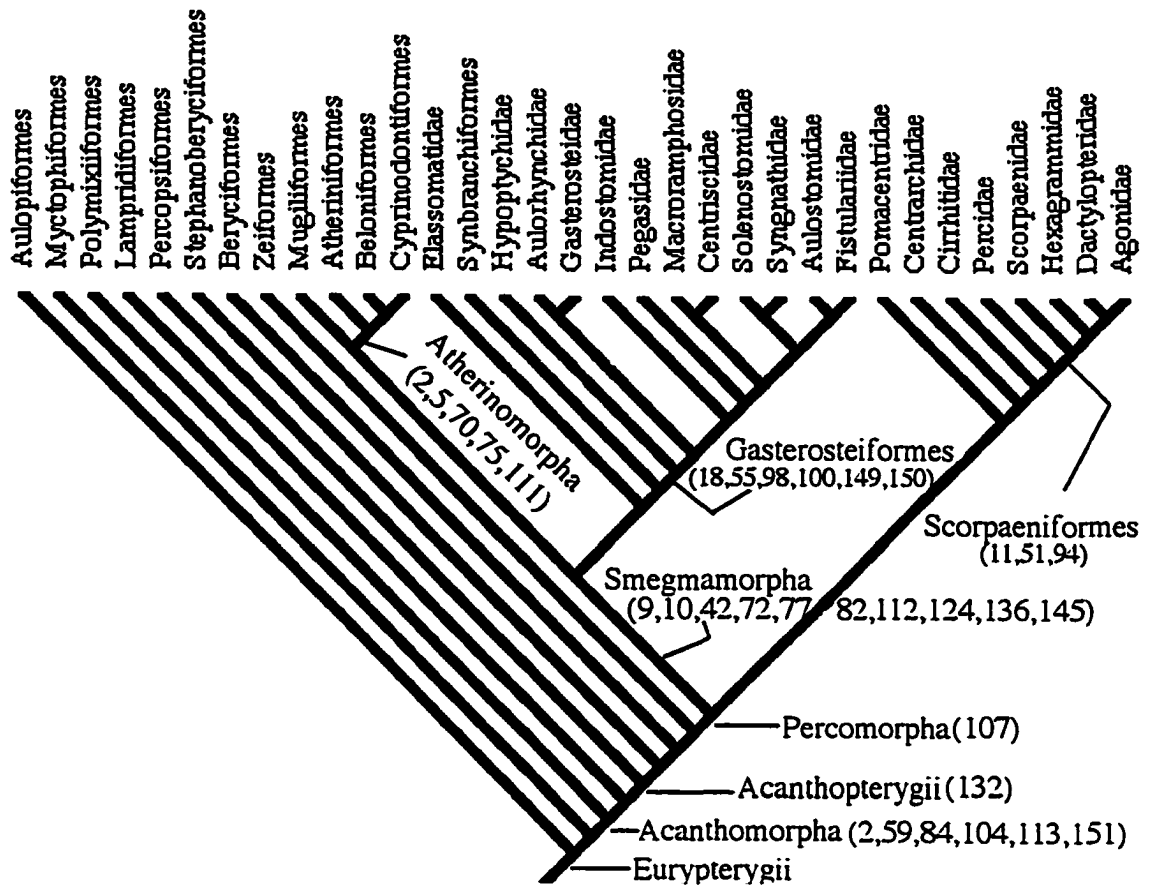 Aulopiformes
Myctophiformes
Polymixiiformes
Lampridiformes
Percopsiformes
Stephanoberyciformes
Beryciformes
Zeiformes
Mugiliformes
Atheriniformes
Beloniformes
Cyprinodontiformes
Elassomatidae
Synbranchiformes
Hypoptychidae
Aulorhynchidae
Gasterosteidae
Indostomidae
Pegasidae
Macroramphosidae
Centriscidae
Solenostomidae
Syngnathidae
Aulostomidae
Fistulariidae
Pomacentridae
Centrarchidae
Cirrhitidae
Percidae
Scorpaenidae
Hexagrammidae
Dactylopteridae
Agonidae
Atherinomorpha
(2,5,70,75,111)
Gasterosteiformes
(18,55,98,100,149,150)
Scorpaeniformes
(11,51,94)
Smegmamorpha
(9,10,42,72,77, 82,112,124,136,145)
Percomorpha (107)
Acanthopterygii (132)
Acanthomorpha (2,59,84,104,113,151)
Eurypterygii